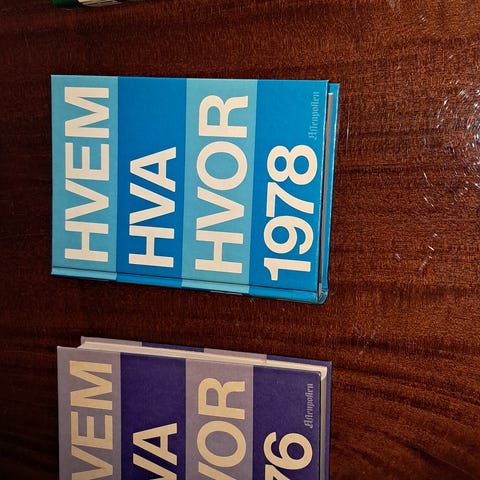 HVEM
HVA
HVOR
1978
Aftenposten
VEM
VA
VOR
76
Aftenposten